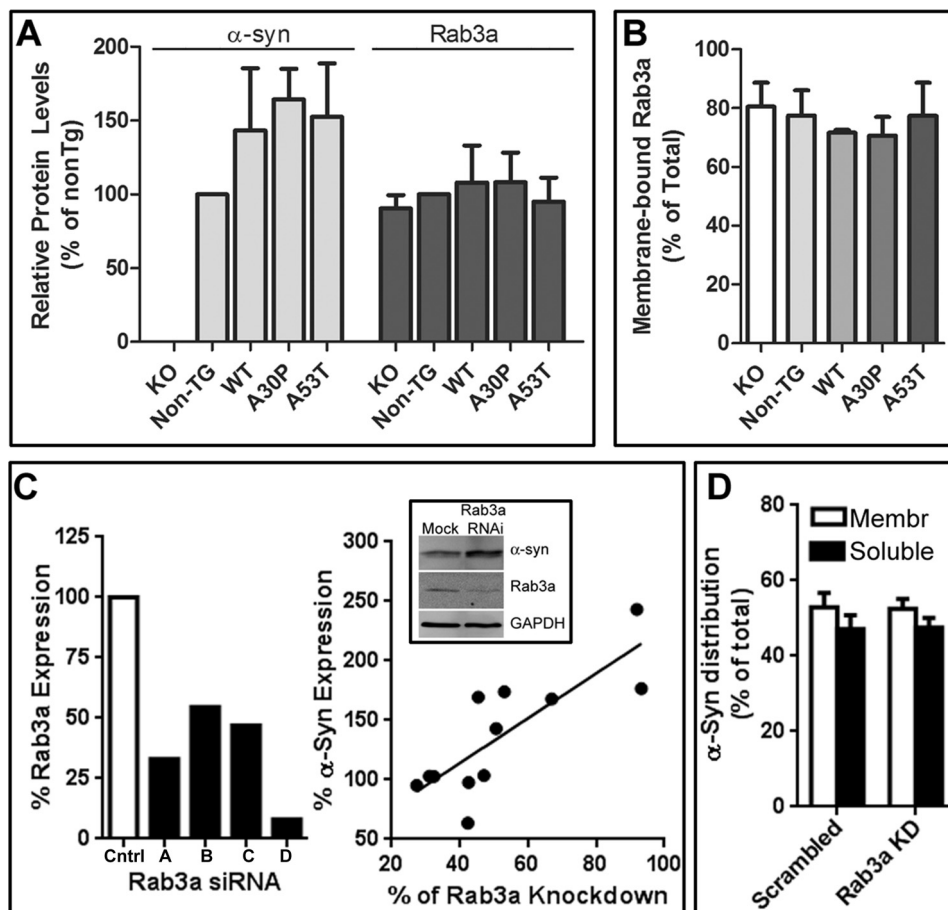 A
α-syn
Rab3a
Relative Protein Levels
(% of nonTg)
200
150
100
50
0
KO
Non-TG
WT
A30P
A53T
KO
Non-TG
WT
A30P
A53T
B
Membrane-bound Rab3a
(% of Total)
100
80
60
40
20
0
KO
Non-TG
WT
A30P
A53T
C
% Rab3a Expression
125
100
75
50
25
0
Cntrl
A
B
C
D
Rab3a siRNA
% α-Syn Expression
300
250
200
150
100
50
20
40
60
80
100
% of Rab3a Knockdown
Rab3a
Mock RNAi
α-syn
Rab3a
GAPDH
D
α-Syn distribution
(% of total)
80
60
40
20
0
Membr
Soluble
Scrambled
Rab3a KD